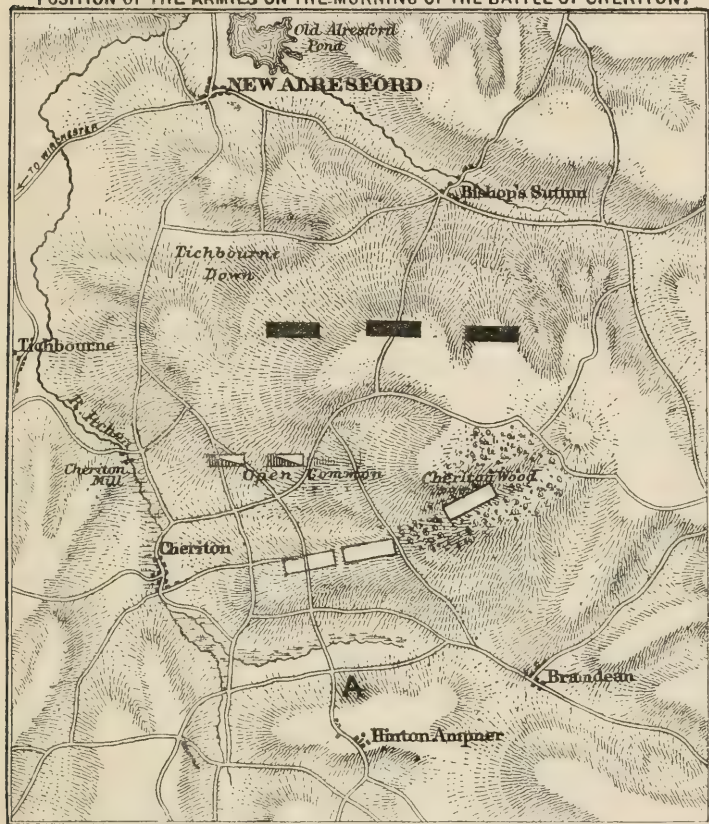 POSITION OF THE ARMIES ON THE MORNING OF THE BATTLE OF CHERITON.
Old Alresford
Pond
NEW ALRESFORD
← TO WINCHESTER
Bishop's Sutton
Tichbourne
Down
Tichbourne
R. Itchen
Cheriton
Mill
Open Common
Cheriton Wood
Cheriton
A
Bramdean
Hinton Ampner